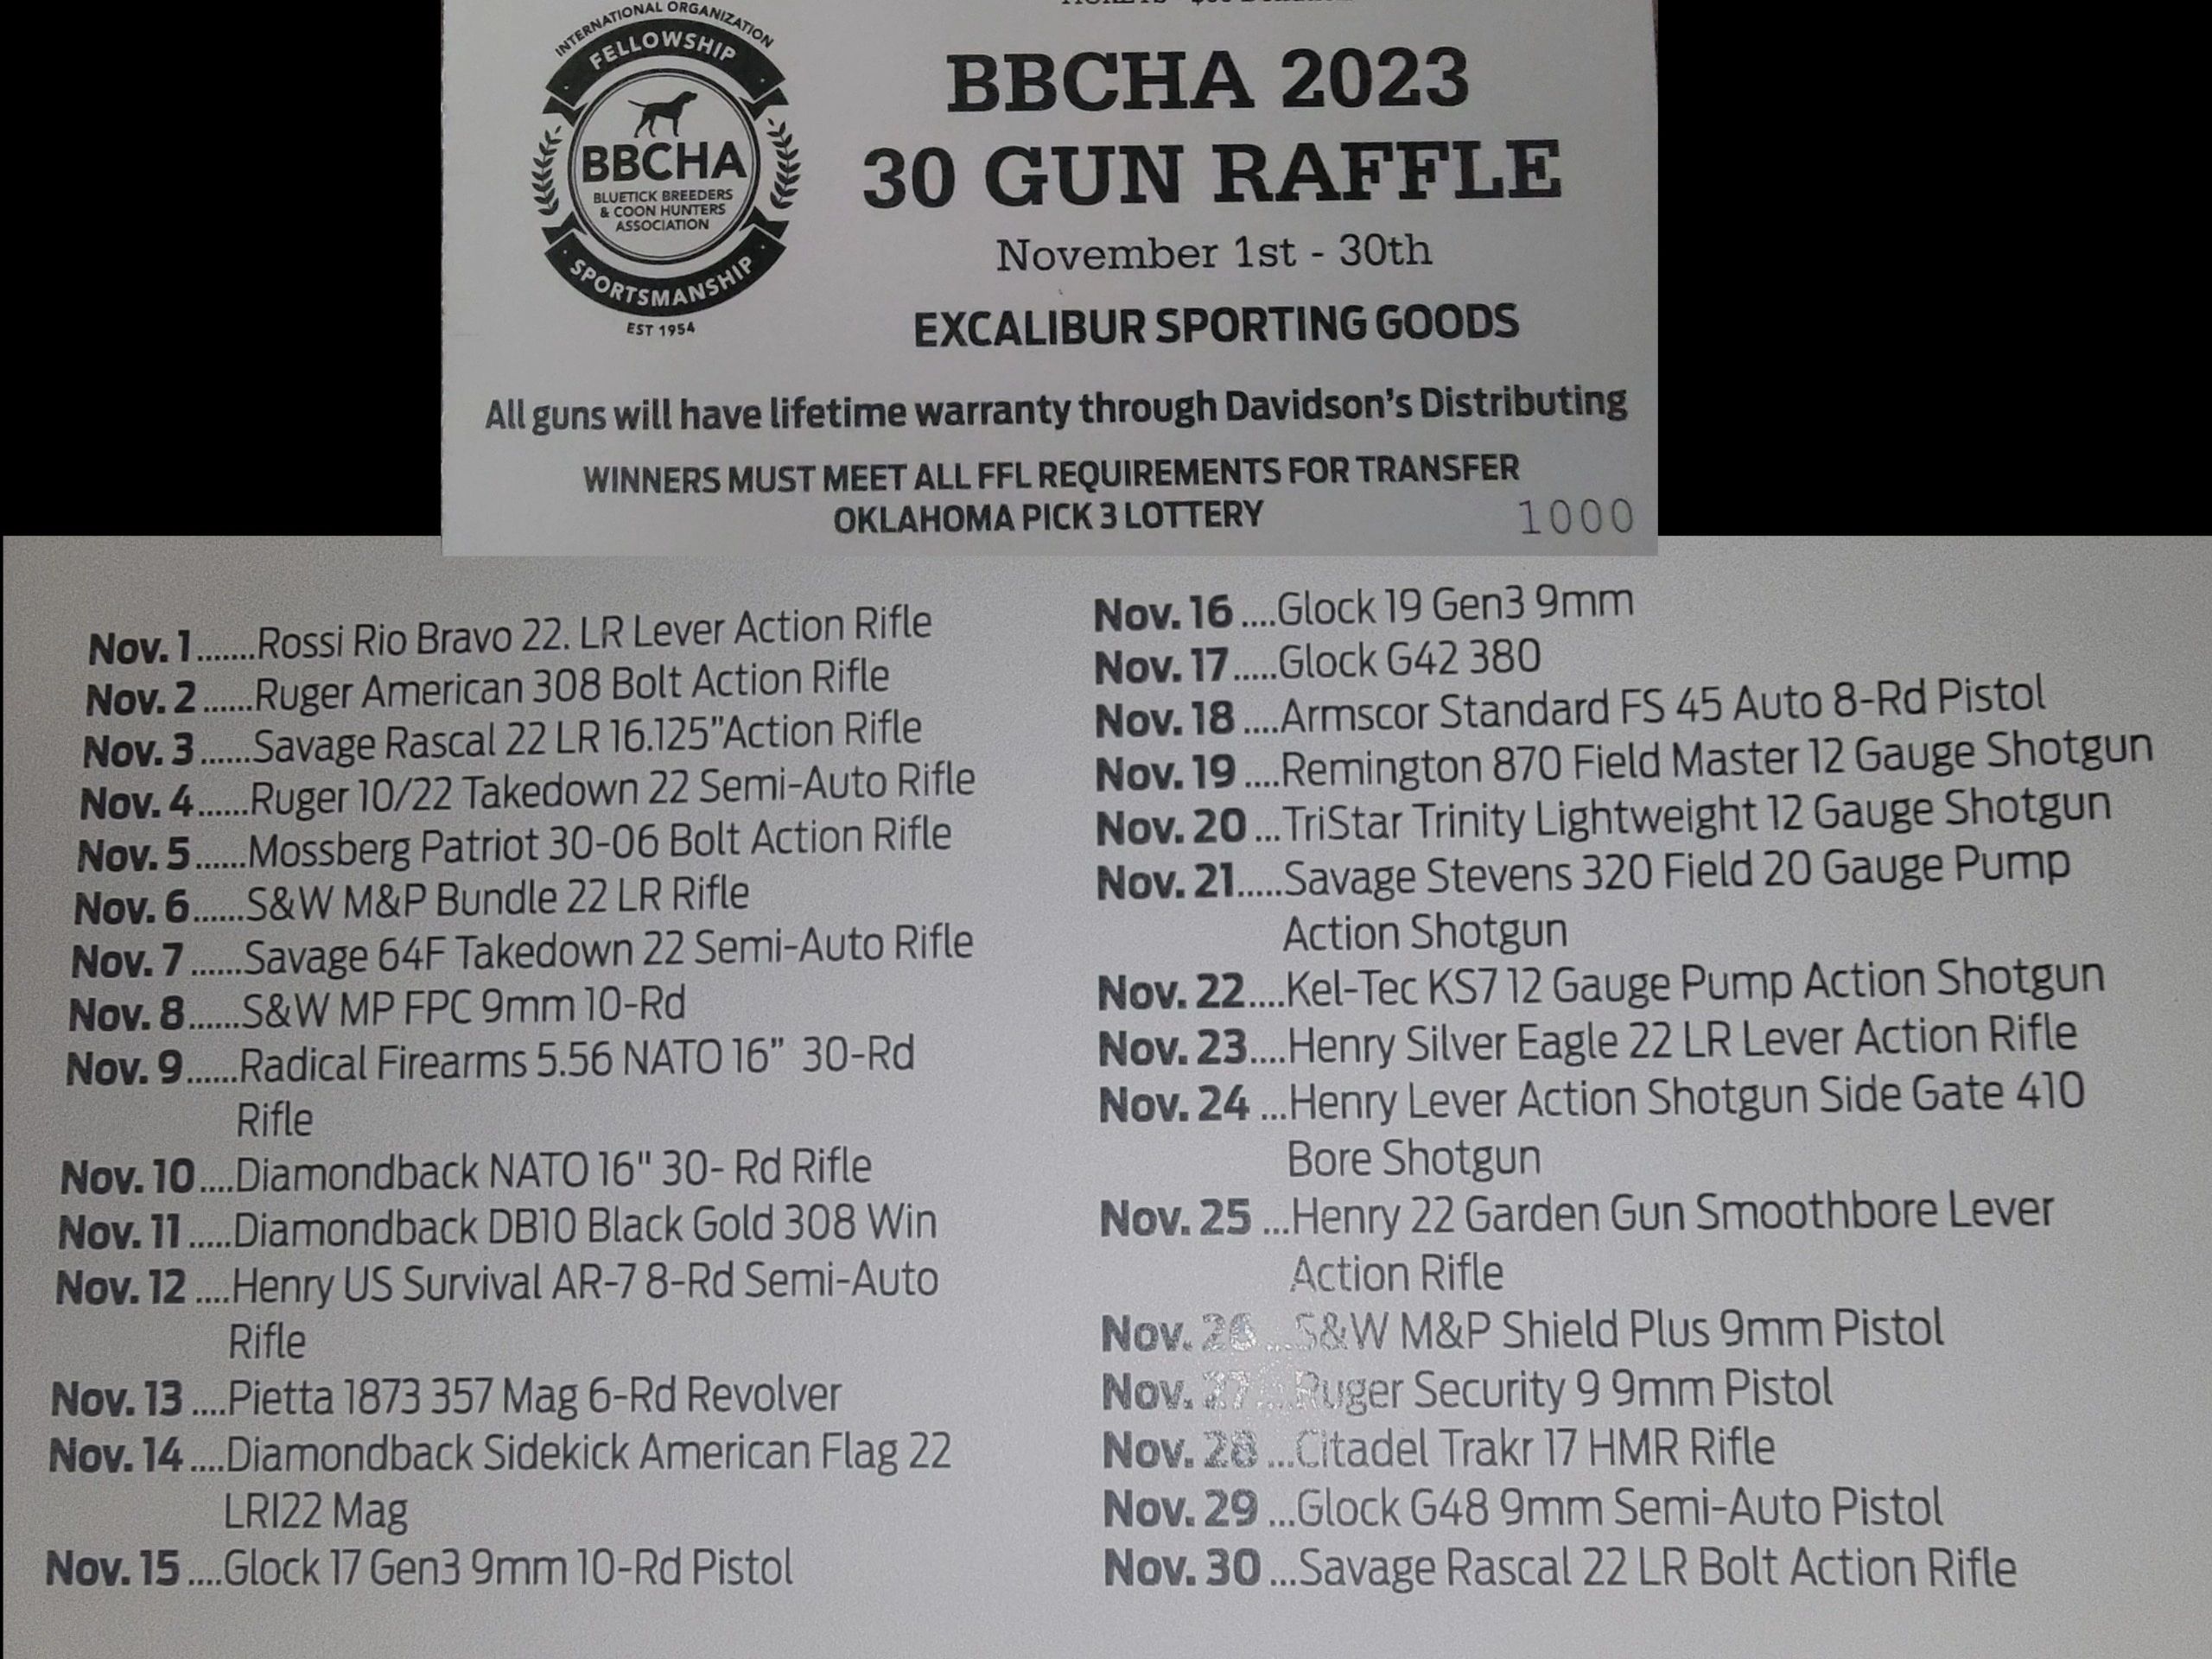 INTERNATIONAL ORGANIZATION
FELLOWSHIP
BBCHA
BLUETICK BREEDERS
& COON HUNTERS
ASSOCIATION
SPORTSMANSHIP
EST 1954
BBCHA 2023
30 GUN RAFFLE
November 1st - 30th
EXCALIBUR SPORTING GOODS
All guns will have lifetime warranty through Davidson's Distributing
WINNERS MUST MEET ALL FFL REQUIREMENTS FOR TRANSFER
OKLAHOMA PICK 3 LOTTERY
1000
Nov. 1.......Rossi Rio Bravo 22. LR Lever Action Rifle
Nov. 2......Ruger American 308 Bolt Action Rifle
Nov. 3......Savage Rascal 22 LR 16.125"Action Rifle
Nov. 4......Ruger 10/22 Takedown 22 Semi-Auto Rifle
Nov. 5......Mossberg Patriot 30-06 Bolt Action Rifle
Nov. 6......S&W M&P Bundle 22 LR Rifle
Nov. 7......Savage 64F Takedown 22 Semi-Auto Rifle
Nov. 8......S&W MP FPC 9mm 10-Rd
Nov. 9......Radical Firearms 5.56 NATO 16" 30-Rd
Rifle
Nov. 10....Diamondback NATO 16" 30- Rd Rifle
Nov. 11.....Diamondback DB10 Black Gold 308 Win
Nov. 12....Henry US Survival AR-7 8-Rd Semi-Auto
Rifle
Nov. 13....Pietta 1873 357 Mag 6-Rd Revolver
Nov. 14....Diamondback Sidekick American Flag 22
LRI22 Mag
Nov. 15....Glock 17 Gen3 9mm 10-Rd Pistol
Nov. 16....Glock 19 Gen3 9mm
Nov. 17.....Glock G42 380
Nov. 18....Armscor Standard FS 45 Auto 8-Rd Pistol
Nov. 19....Remington 870 Field Master 12 Gauge Shotgun
Nov. 20...TriStar Trinity Lightweight 12 Gauge Shotgun
Nov. 21.....Savage Stevens 320 Field 20 Gauge Pump
Action Shotgun
Nov. 22....Kel-Tec KS7 12 Gauge Pump Action Shotgun
Nov. 23....Henry Silver Eagle 22 LR Lever Action Rifle
Nov. 24...Henry Lever Action Shotgun Side Gate 410
Bore Shotgun
Nov. 25...Henry 22 Garden Gun Smoothbore Lever
Action Rifle
Nov. 26...S&W M&P Shield Plus 9mm Pistol
Nov. 27...Ruger Security 9 9mm Pistol
Nov. 28...Citadel Trakr 17 HMR Rifle
Nov. 29...Glock G48 9mm Semi-Auto Pistol
Nov. 30...Savage Rascal 22 LR Bolt Action Rifle